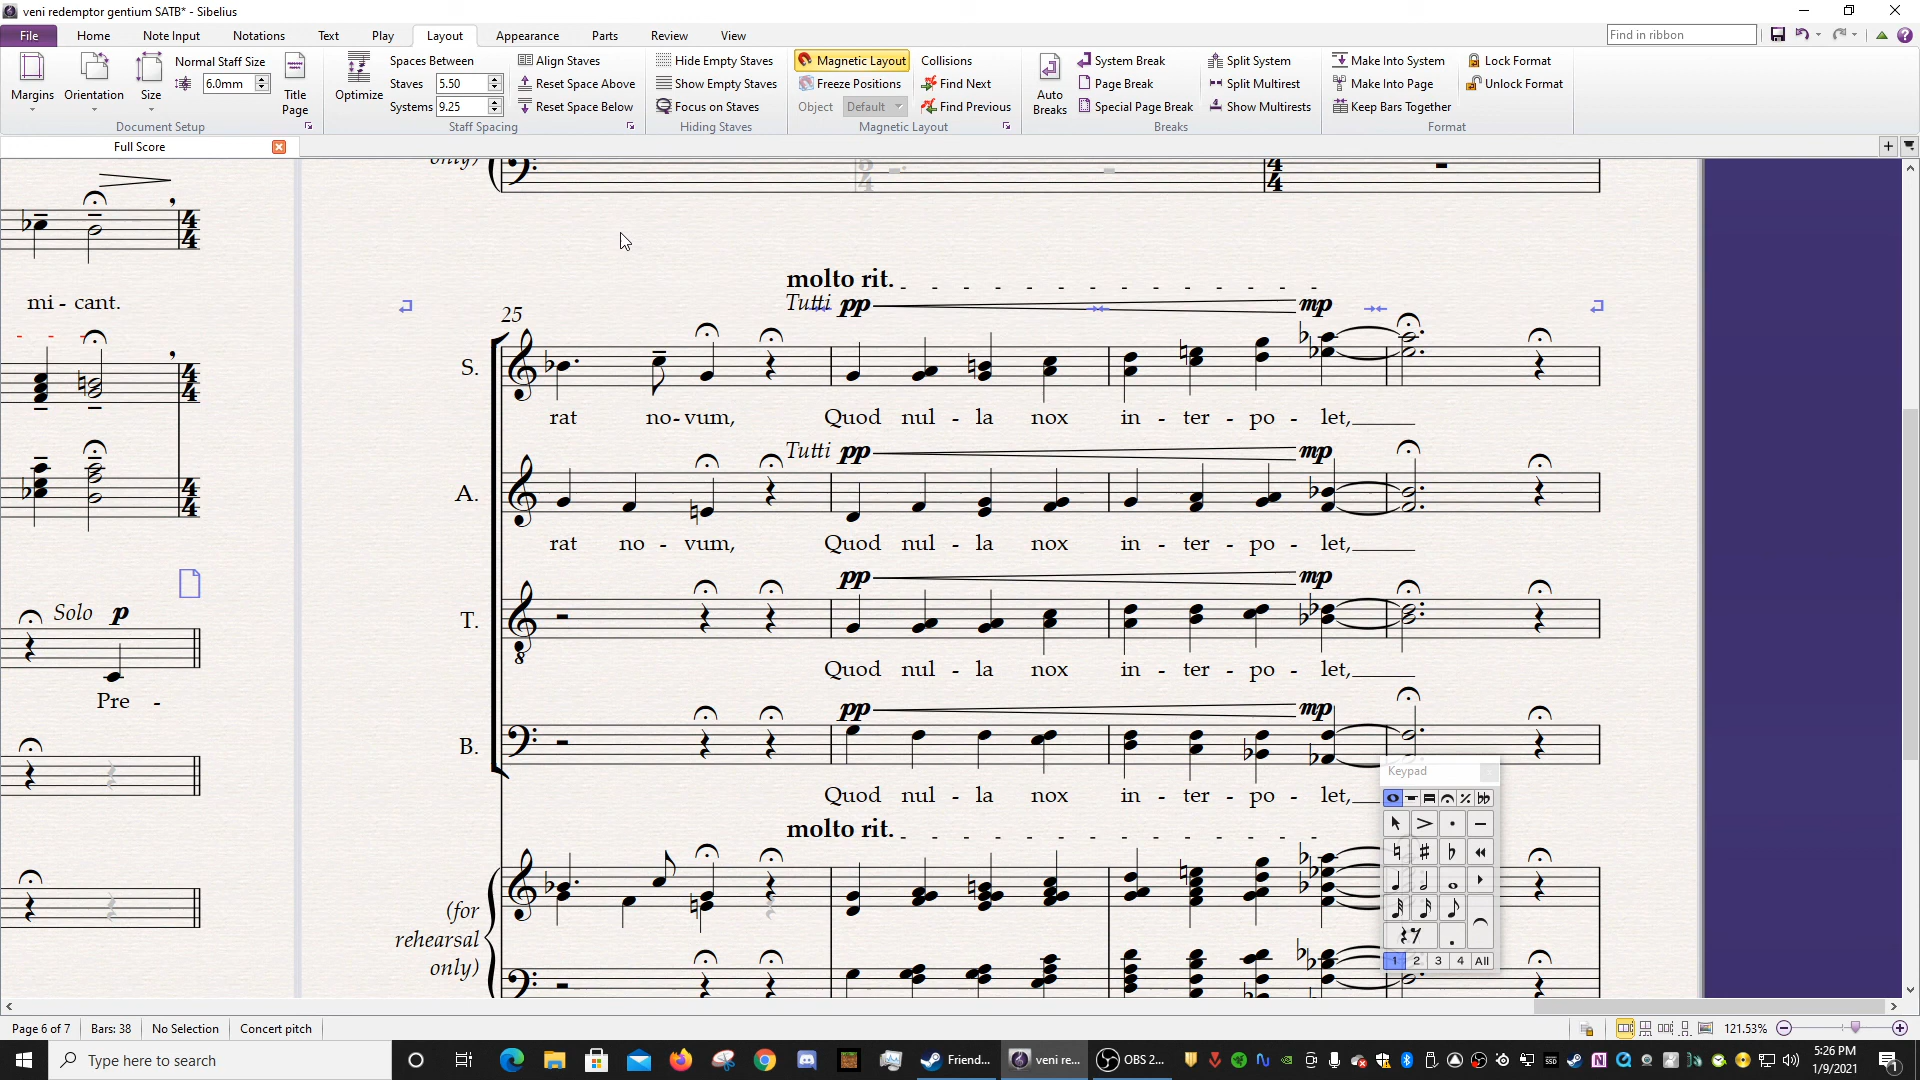 veni redemptor gentium SATB* - Sibelius
File Home Note Input Notations Text Play Layout Appearance Parts Review View
Find in ribbon
Margins Orientation Size
Normal Staff Size
6.0mm
Title
Page
Document Setup
Optimize
Spaces Between
Staves 5.50
Systems 9.25
Align Staves
Reset Space Above
Reset Space Below
Staff Spacing
Hide Empty Staves
Show Empty Staves
Focus on Staves
Hiding Staves
Magnetic Layout
Freeze Positions
Object Default
Collisions
Find Next
Find Previous
Magnetic Layout
Auto
Breaks
System Break
Page Break
Special Page Break
Split System
Split Multirest
Show Multirests
Breaks
Make Into System
Make Into Page
Keep Bars Together
Lock Format
Unlock Format
Format
Full Score
only)
4
4
4
4
mi - cant.
4
4
4
4
Solo p
Pre -
molto rit.
Tutti pp mp
25
S.
rat no - vum, Quod nul - la nox in - ter - po - let,
Tutti pp mp
A.
rat no - vum, Quod nul - la nox in - ter - po - let,
pp mp
T.
8
Quod nul - la nox in - ter - po - let,
pp mp
B.
Quod nul - la nox in - ter - po - let,
molto rit.
(for
rehearsal
only)
Keypad
1 2 3 4 All
Page 6 of 7 Bars: 38 No Selection Concert pitch 121.53%
Type here to search
Friend... veni re... OBS 2...
5:26 PM
1/9/2021